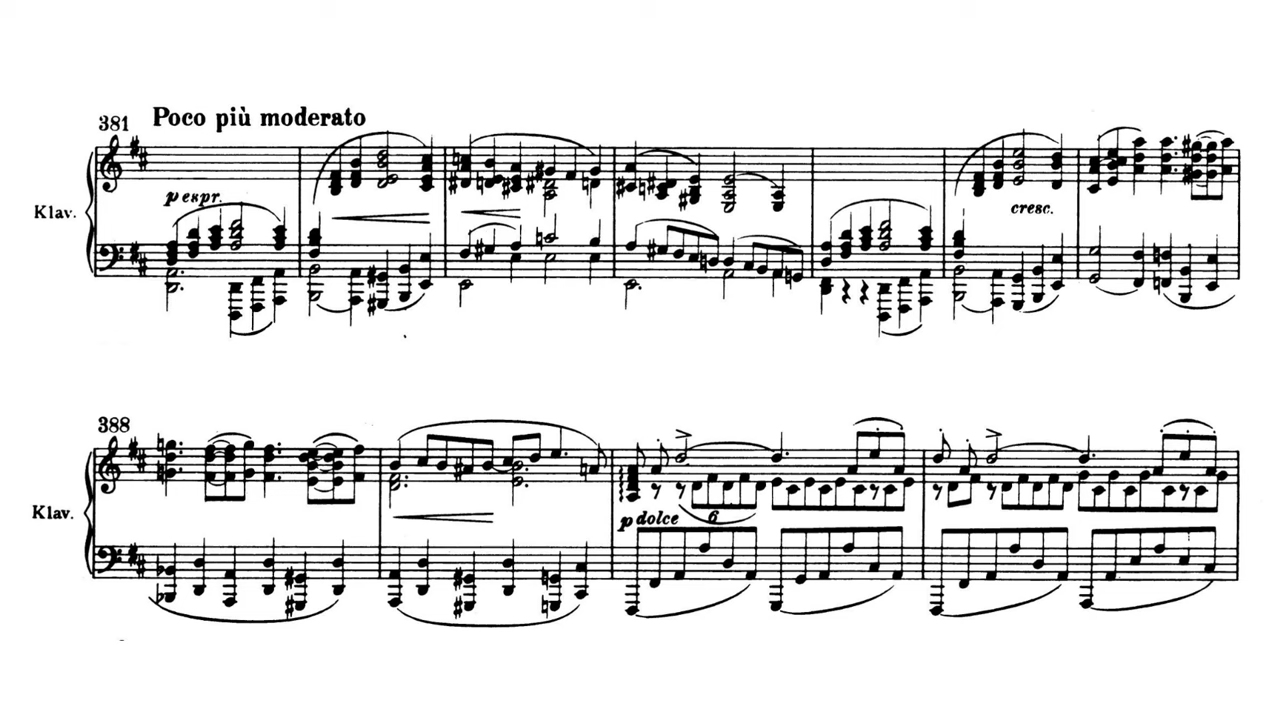 381 Poco più moderato
p espr.
Klav.
cresc.
388
Klav.
p dolce 6